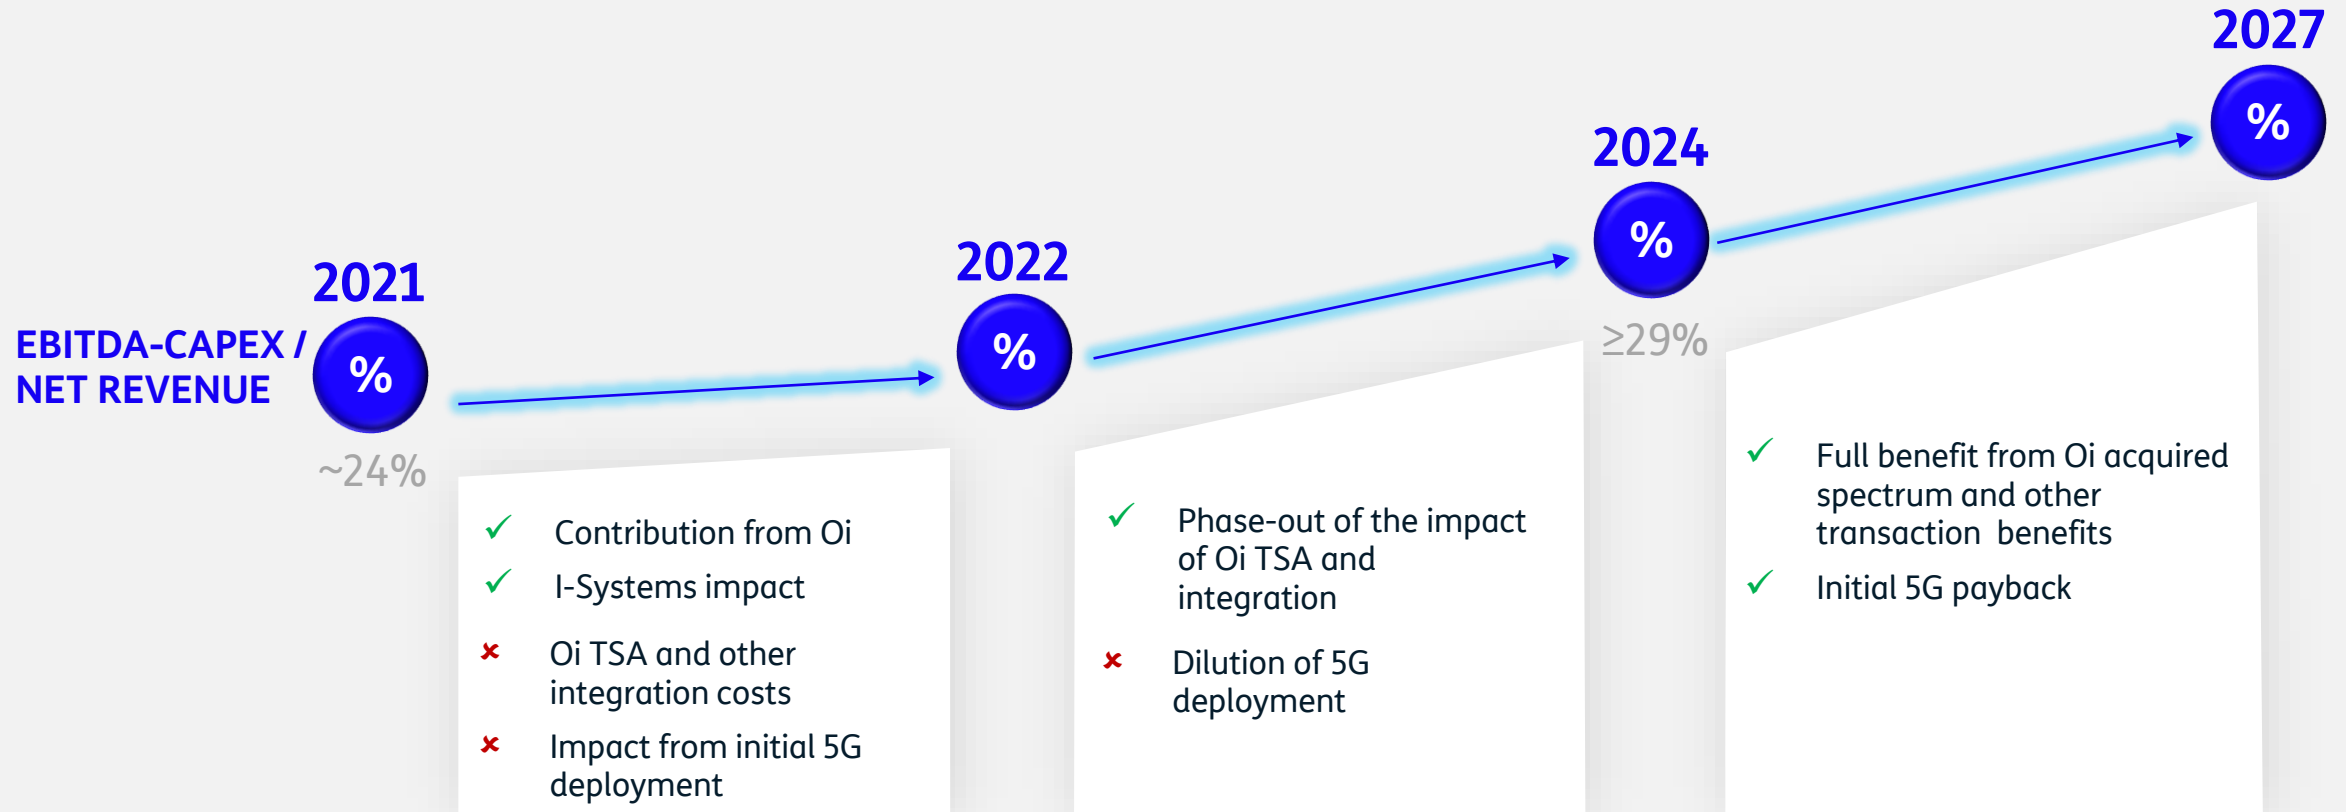 EBITDA-CAPEX /
NET REVENUE
2021
%
~24%
2022
%
2024
%
≥29%
2027
%
✓ Contribution from Oi
✓ I-Systems impact
✘ Oi TSA and other
integration costs
✘ Impact from initial 5G
deployment
✓ Phase-out of the impact
of Oi TSA and
integration
✘ Dilution of 5G
deployment
✓ Full benefit from Oi acquired
spectrum and other
transaction  benefits
✓ Initial 5G payback